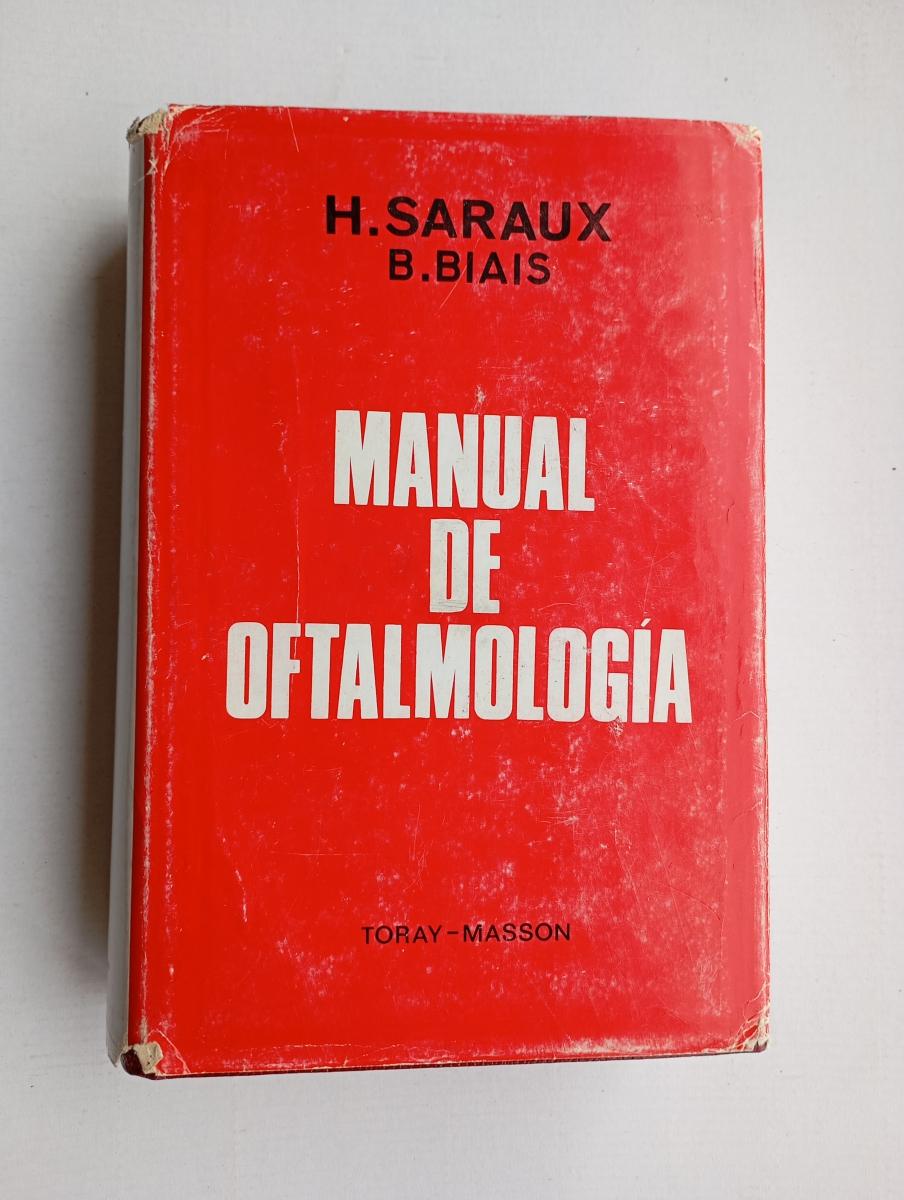 H.SARAUX
B.BIAIS
MANUAL
DE
OFTALMOLOGÍA
TORAY-MASSON